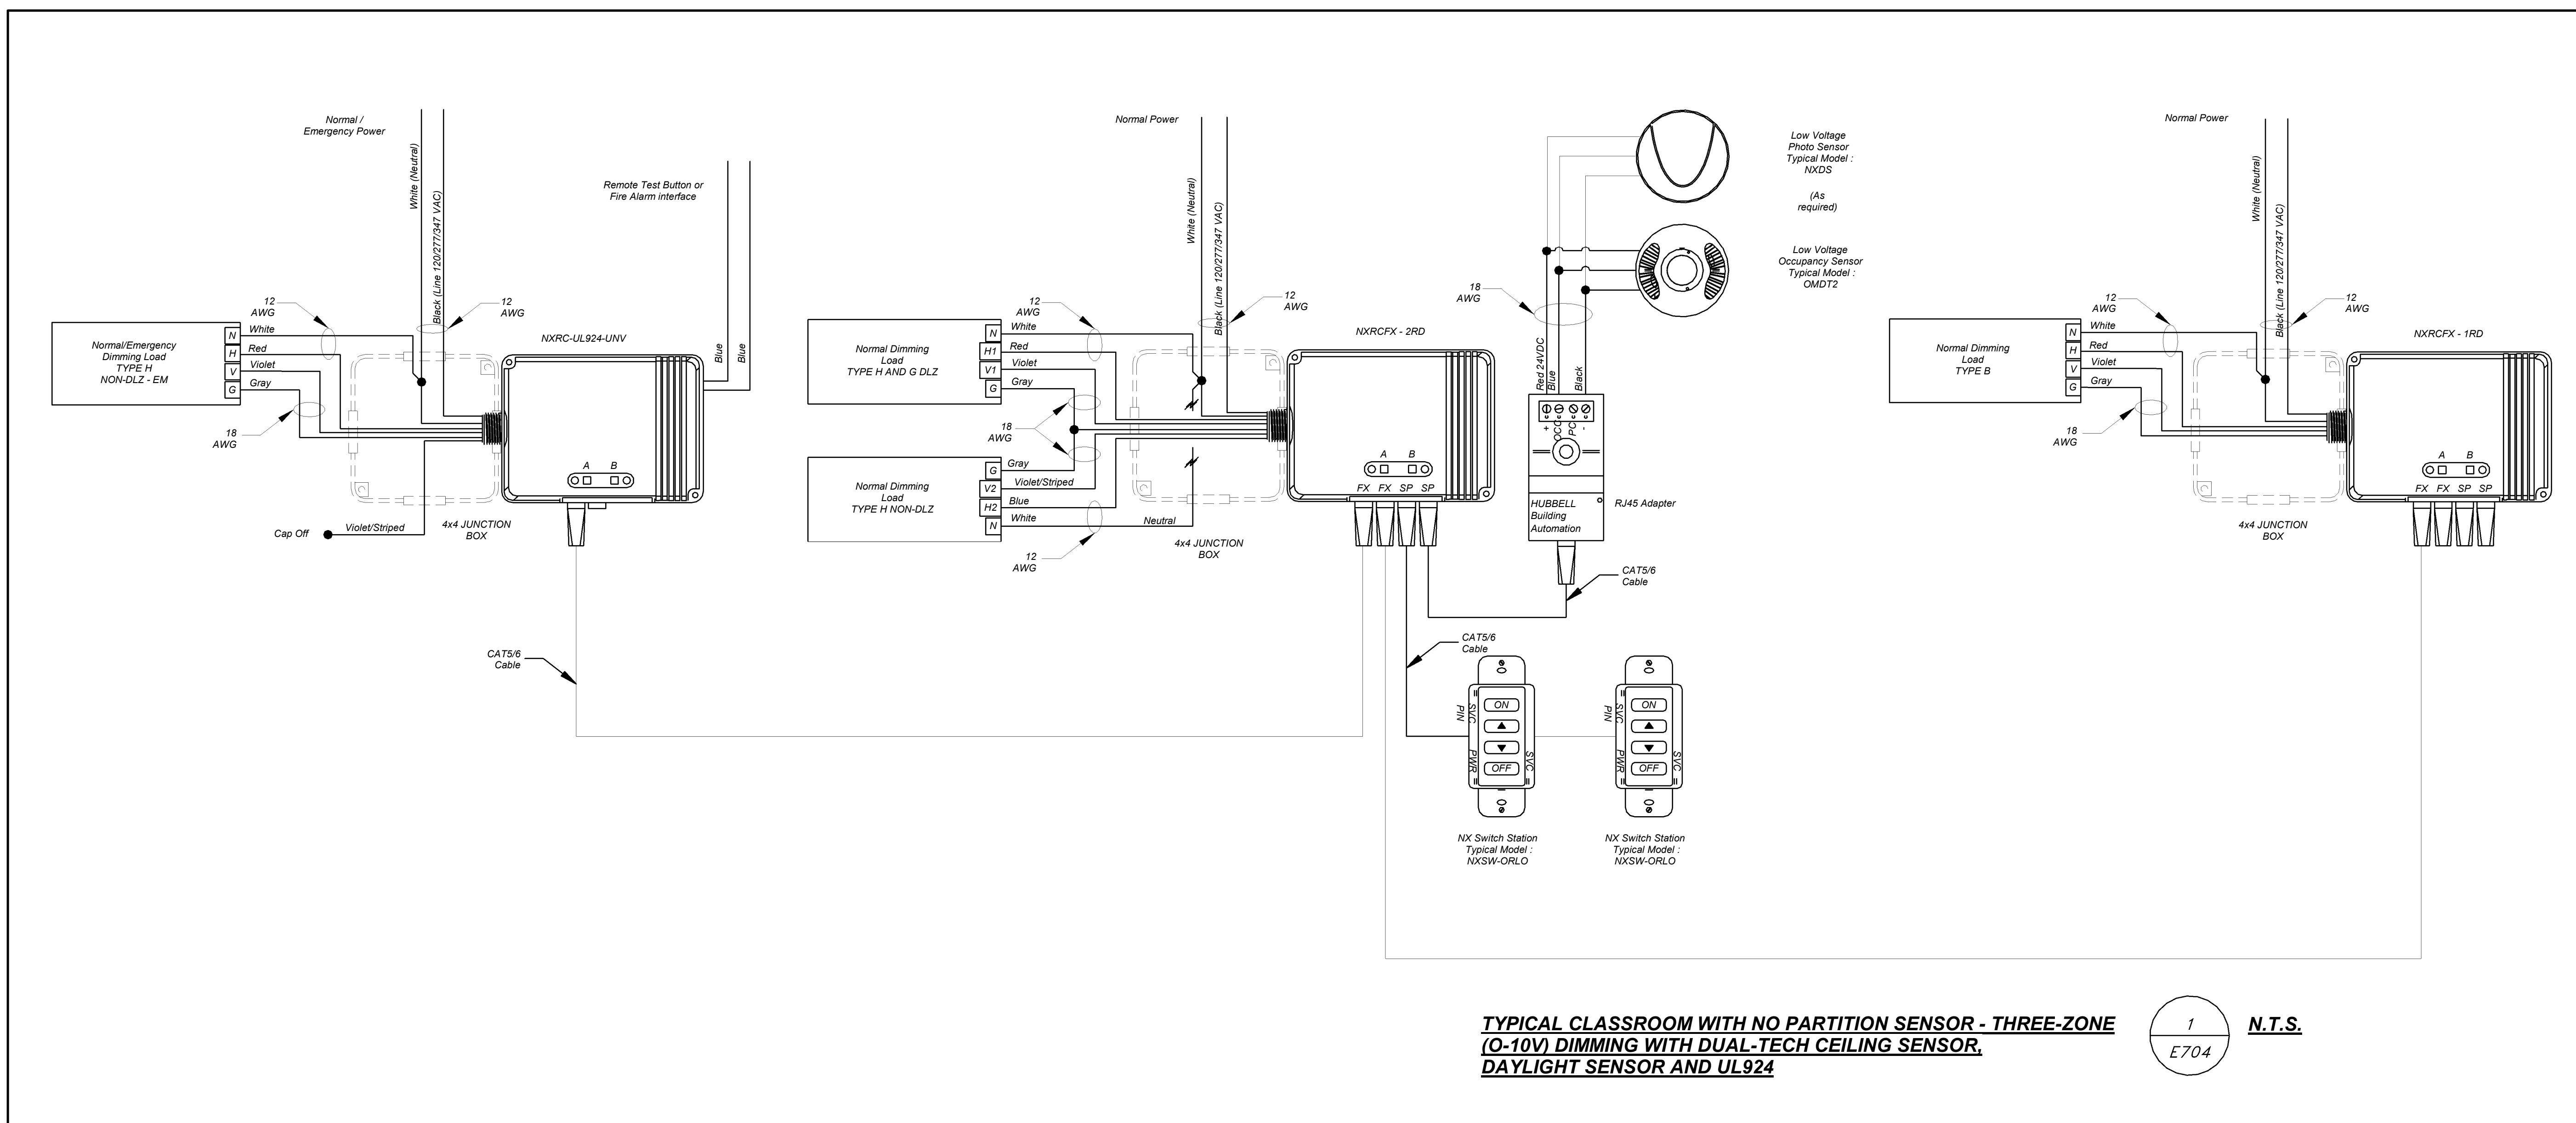 Normal /
Emergency Power
White (Neutral)
Black (Line 120/277/347 VAC)
Remote Test Button or
Fire Alarm interface
Blue
Blue
12
AWG
12
AWG
Normal/Emergency
Dimming Load
TYPE H
NON-DLZ - EM
N
H
V
G
White
Red
Violet
Gray
18
AWG
NXRC-UL924-UNV
A B
Cap Off
Violet/Striped
4x4 JUNCTION
BOX
CAT5/6
Cable
Normal Power
White (Neutral)
Black (Line 120/277/347 VAC)
12
AWG
12
AWG
Normal Dimming
Load
TYPE H AND G DLZ
N
H1
V1
G
White
Red
Violet
Gray
18
AWG
Normal Dimming
Load
TYPE H NON-DLZ
G
V2
H2
N
Gray
Violet/Striped
Blue
White
Neutral
12
AWG
4x4 JUNCTION
BOX
NXRCFX - 2RD
A B
FX FX SP SP
Low Voltage
Photo Sensor
Typical Model :
NXDS
(As
required)
Low Voltage
Occupancy Sensor
Typical Model :
OMDT2
18
AWG
Red 24VDC
Blue
Black
+
OCC
PC
-
HUBBELL
Building
Automation
RJ45 Adapter
CAT5/6
Cable
CAT5/6
Cable
SVC
PIN
PWR
SVC
ON
OFF
SVC
PIN
PWR
SVC
ON
OFF
NX Switch Station
Typical Model :
NXSW-ORLO
NX Switch Station
Typical Model :
NXSW-ORLO
Normal Power
White (Neutral)
Black (Line 120/277/347 VAC)
12
AWG
12
AWG
Normal Dimming
Load
TYPE B
N
H
V
G
White
Red
Violet
Gray
18
AWG
4x4 JUNCTION
BOX
NXRCFX - 1RD
A B
FX FX SP SP
TYPICAL CLASSROOM WITH NO PARTITION SENSOR - THREE-ZONE
(O-10V) DIMMING WITH DUAL-TECH CEILING SENSOR,
DAYLIGHT SENSOR AND UL924
1
E704
N.T.S.